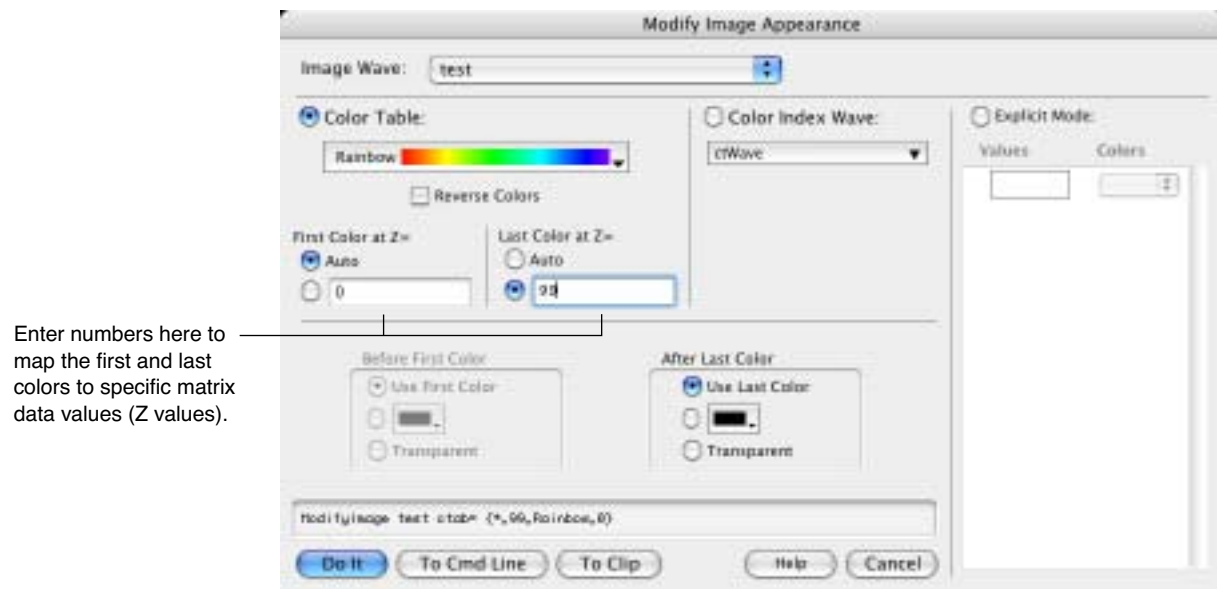 Modify Image Appearance
Image Wave: test
Color Table:
Rainbow
Reverse Colors
First Color at Z=
Auto
0
Last Color at Z=
Auto
99
Color Index Wave:
ctWave
Explicit Mode:
Values Colors
Enter numbers here to
map the first and last
colors to specific matrix
data values (Z values).
Before First Color
Use First Color
Transparent
After Last Color
Use Last Color
Transparent
ModifyImage test ctab= {*,99,Rainbow,0}
Do It To Cmd Line To Clip Help Cancel